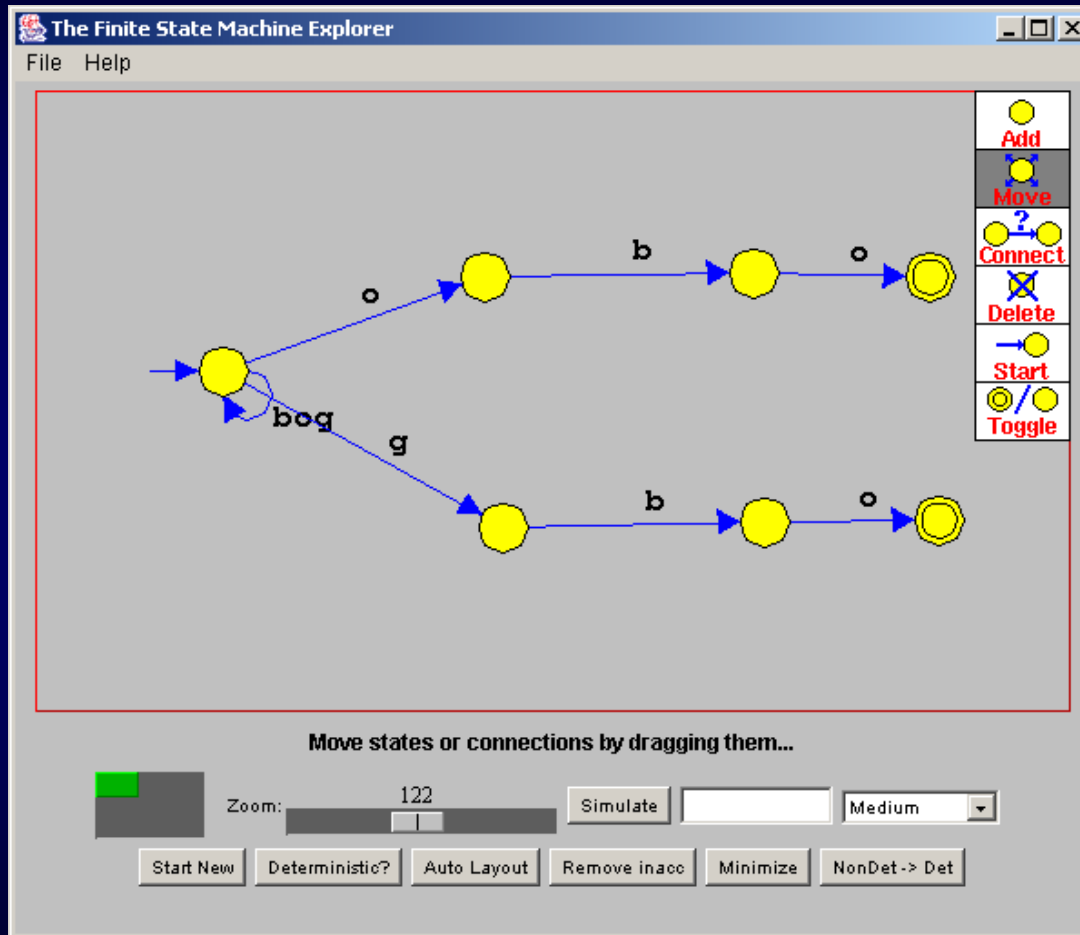 The Finite State Machine Explorer
File Help
Add
Move
?
Connect
Delete
Start
Toggle
b
o
o
bog
g
b
o
Move states or connections by dragging them...
Zoom:
122
Simulate
Medium
Start New
Deterministic?
Auto Layout
Remove inacc
Minimize
NonDet -> Det